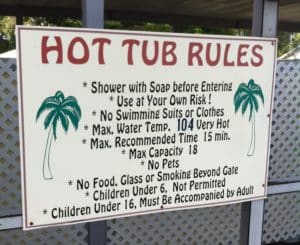 HOT TUB RULES
* Shower with Soap before Entering
* Use at Your Own Risk !
* No Swimming Suits or Clothes
* Max. Water Temp. 104 Very Hot
* Max. Recommended Time 15 min.
* Max Capacity 18
* No Pets
* No Food, Glass or Smoking Beyond Gate
* Children Under 6, Not Permitted
* Children Under 16, Must Be Accompanied by Adult